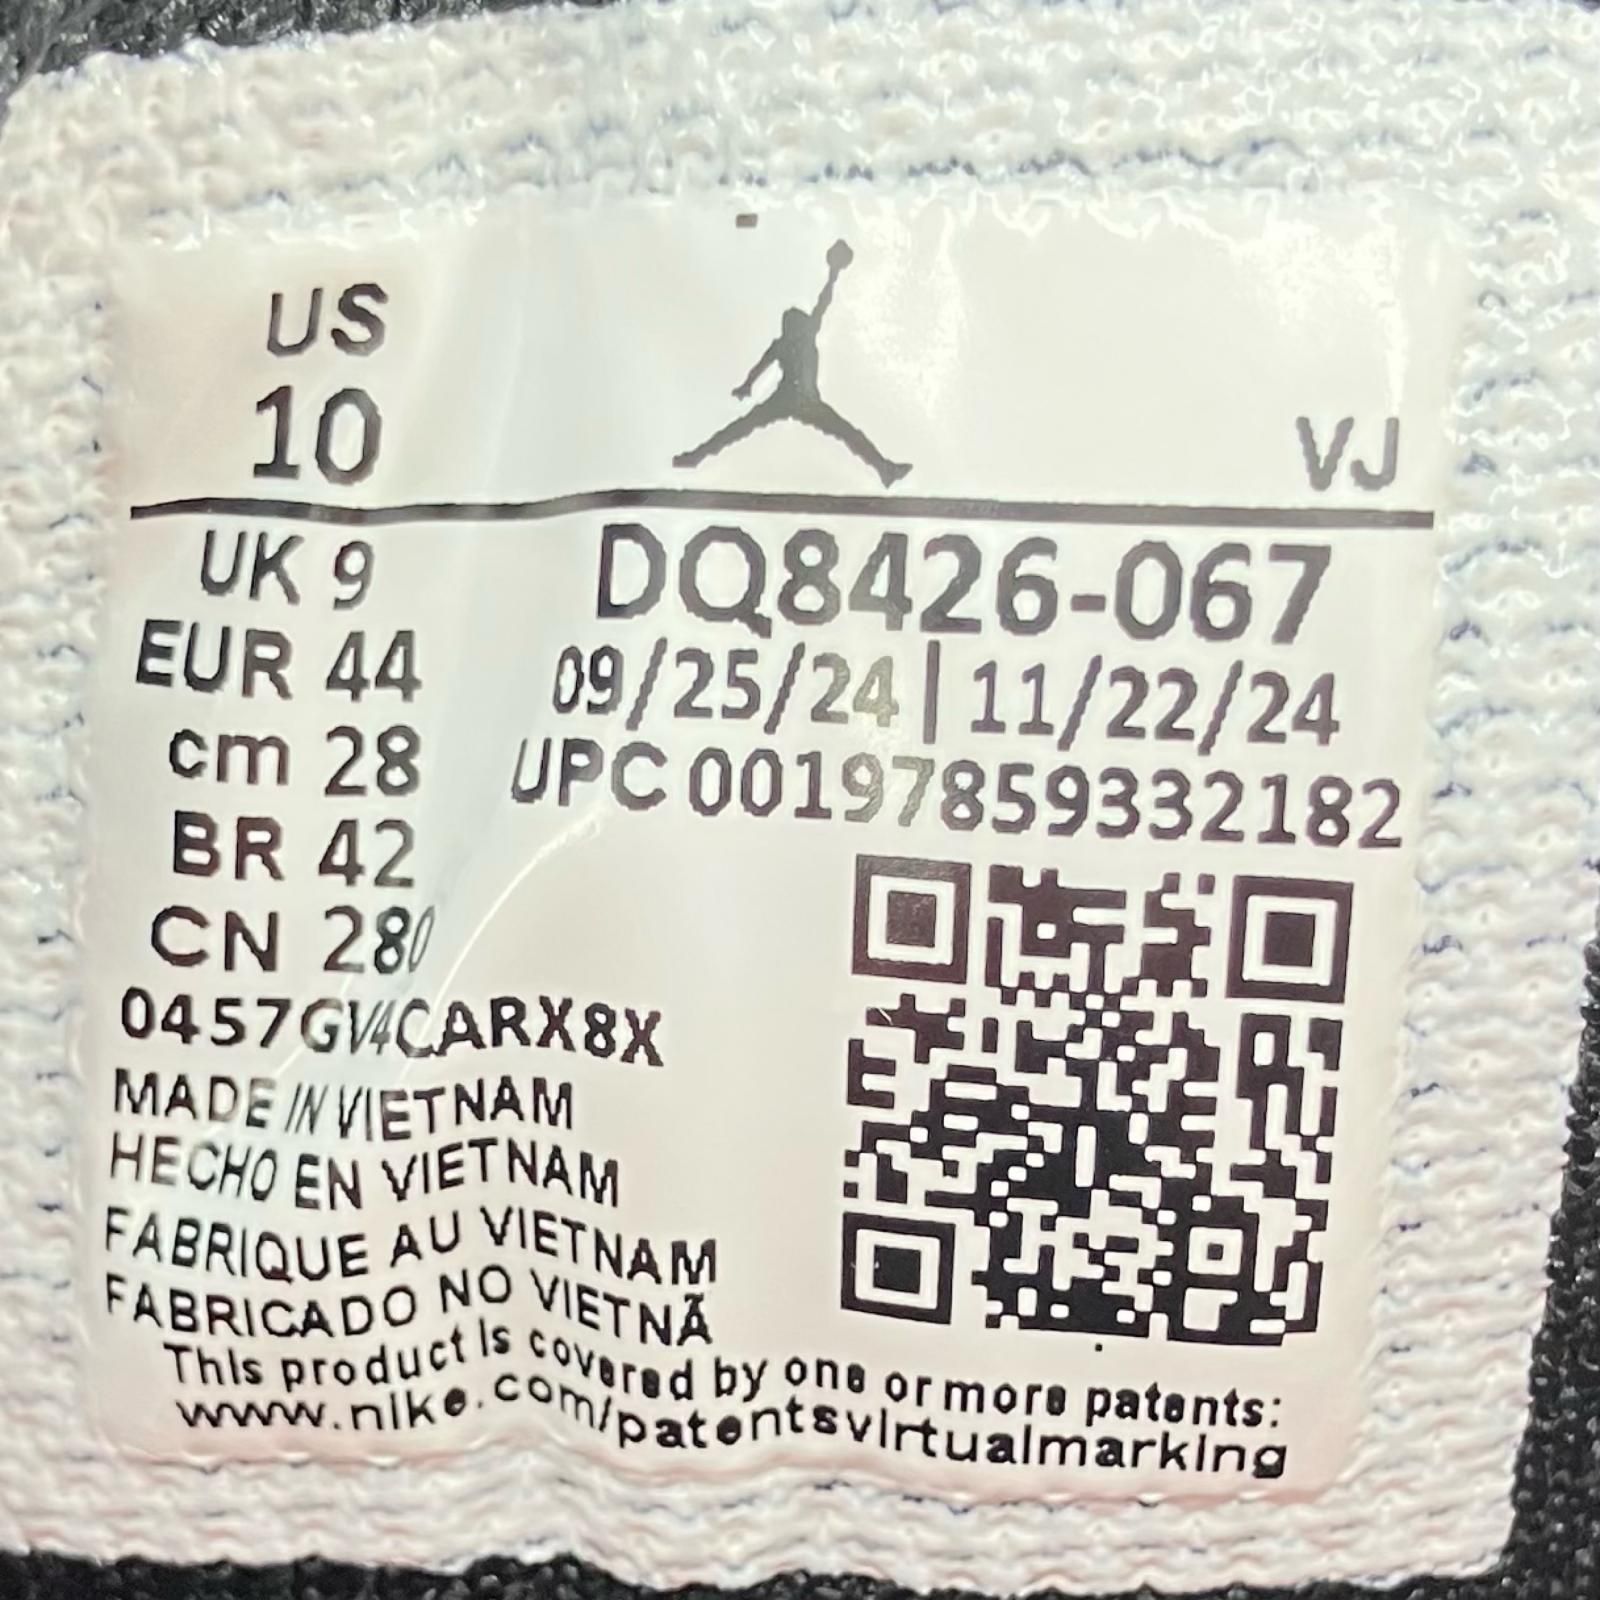 US
10
VJ
UK 9
EUR 44
cm 28
BR 42
CN 280
DQ8426-067
09/25/24 | 11/22/24
UPC 00197859332182
0457GV4CARX8X
MADE IN VIETNAM
HECHO EN VIETNAM
FABRIQUE AU VIETNAM
FABRICADO NO VIETNÃ
This product is covered by one or more patents:
www.nike.com/patentsvirtualmarking